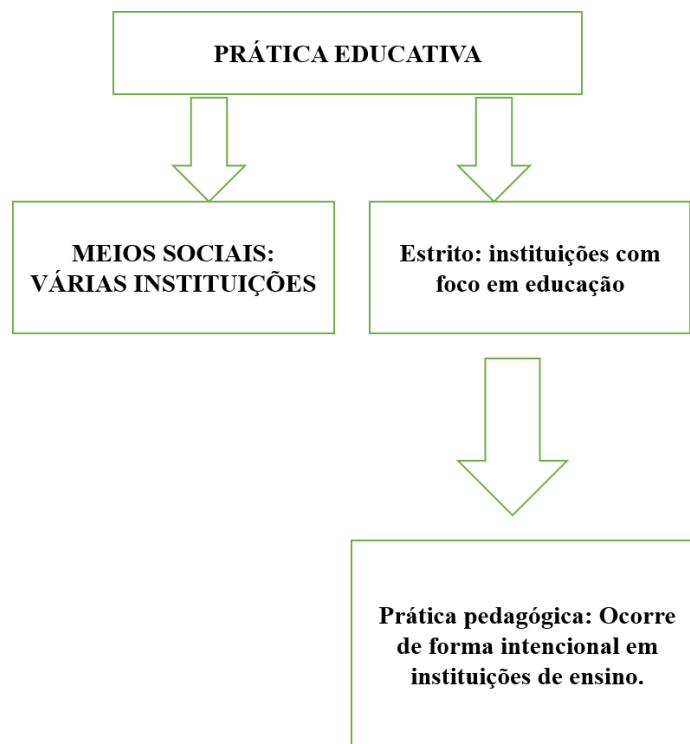 PRÁTICA EDUCATIVA
MEIOS SOCIAIS:
VÁRIAS INSTITUIÇÕES
Estrito: instituições com
foco em educação
Prática pedagógica: Ocorre
de forma intencional em
instituições de ensino.